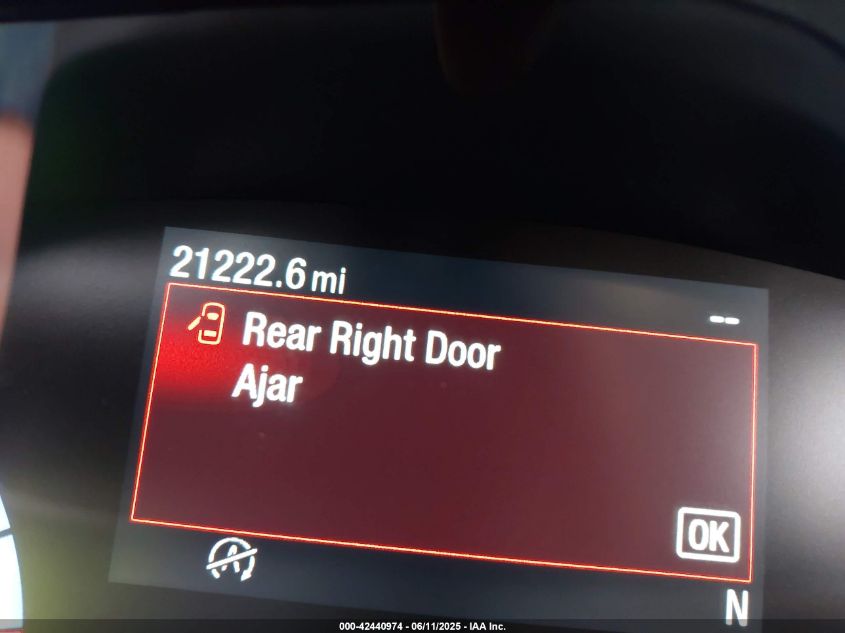 21222.6 mi
--
Rear Right Door
Ajar
OK
A
N
000-42440974 - 06/11/2025 - IAA Inc.